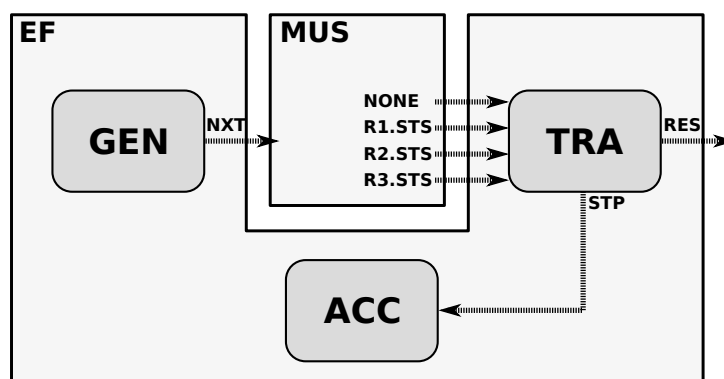 EF
MUS
GEN
NXT
NONE
R1.STS
R2.STS
R3.STS
TRA
RES
STP
ACC